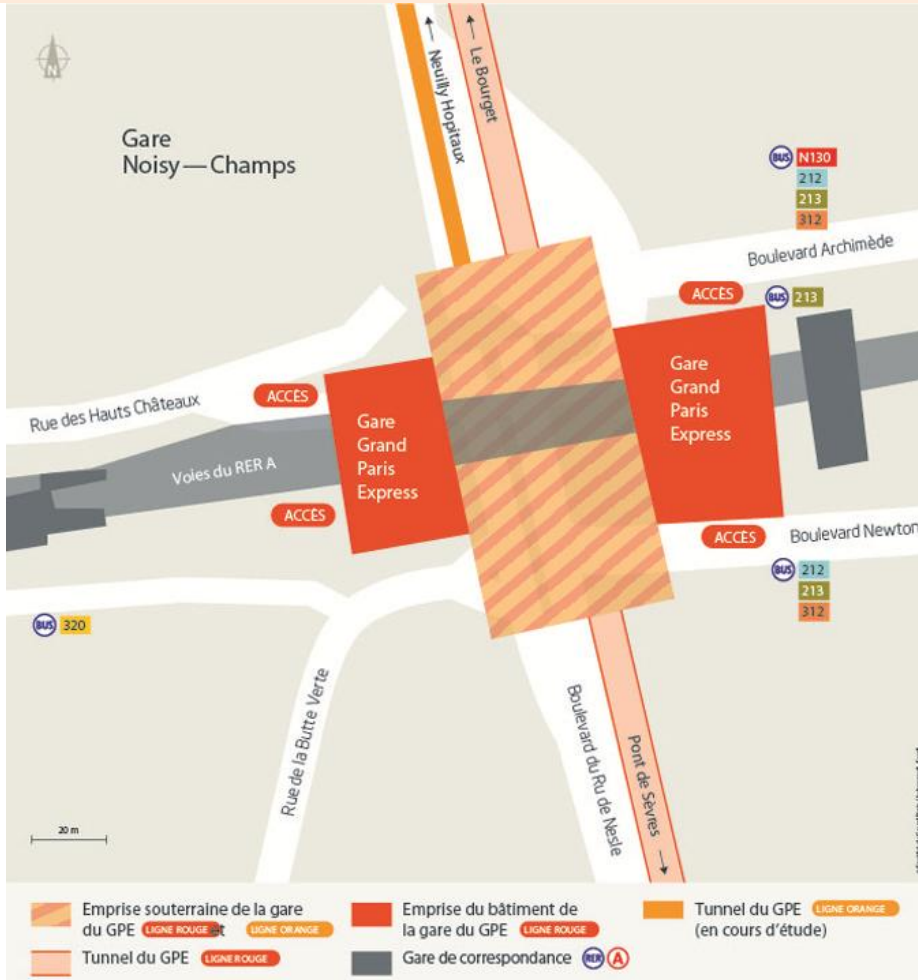 N
Gare
Noisy—Champs
Neuilly Hopitaux
Le Bourget
BUS N130
212
213
312
Boulevard Archimède
ACCÈS
BUS 213
Rue des Hauts Châteaux
ACCÈS
Gare
Grand
Paris
Express
Gare
Grand
Paris
Express
Voies du RER A
ACCÈS
ACCÈS
Boulevard Newton
BUS 212
213
312
BUS 320
Rue de la Butte Verte
Boulevard du Ru de Nesle
Pont de Sèvres
20 m
Emprise souterraine de la gare
du GPE LIGNE ROUGE et LIGNE ORANGE
Tunnel du GPE LIGNE ROUGE
Emprise du bâtiment de
la gare du GPE LIGNE ROUGE
Gare de correspondance RER A
Tunnel du GPE LIGNE ORANGE
(en cours d'étude)